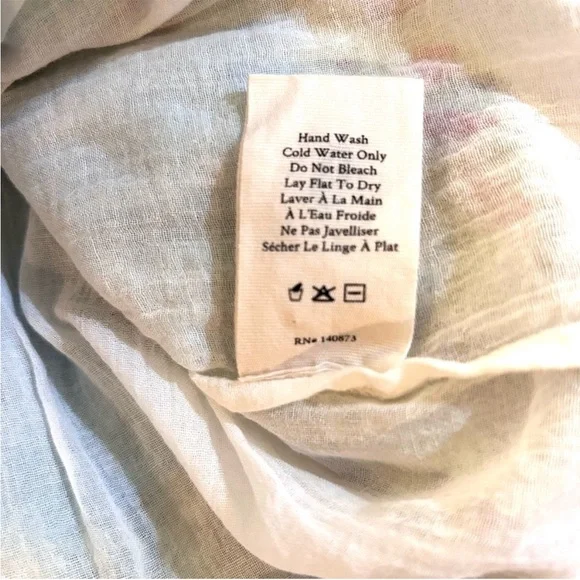 Hand Wash
Cold Water Only
Do Not Bleach
Lay Flat To Dry
Laver À La Main
À L'Eau Froide
Ne Pas Javelliser
Sécher Le Linge À Plat
RN# 140873